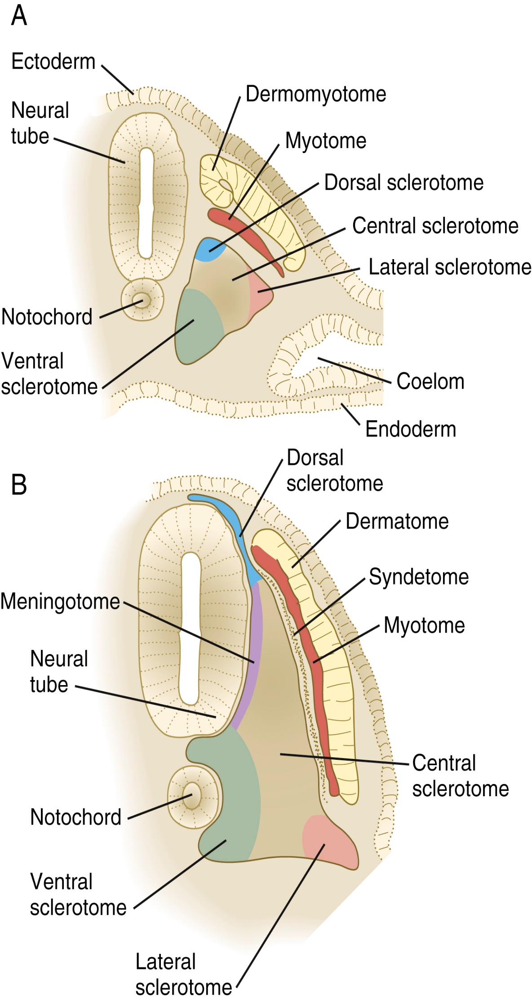 A
Ectoderm
Dermomyotome
Neural
tube
Myotome
Dorsal sclerotome
Central sclerotome
Lateral sclerotome
Notochord
Ventral
sclerotome
Coelom
Endoderm
B
Dorsal
sclerotome
Dermatome
Syndetome
Meningotome
Myotome
Neural
tube
Central
sclerotome
Notochord
Ventral
sclerotome
Lateral
sclerotome